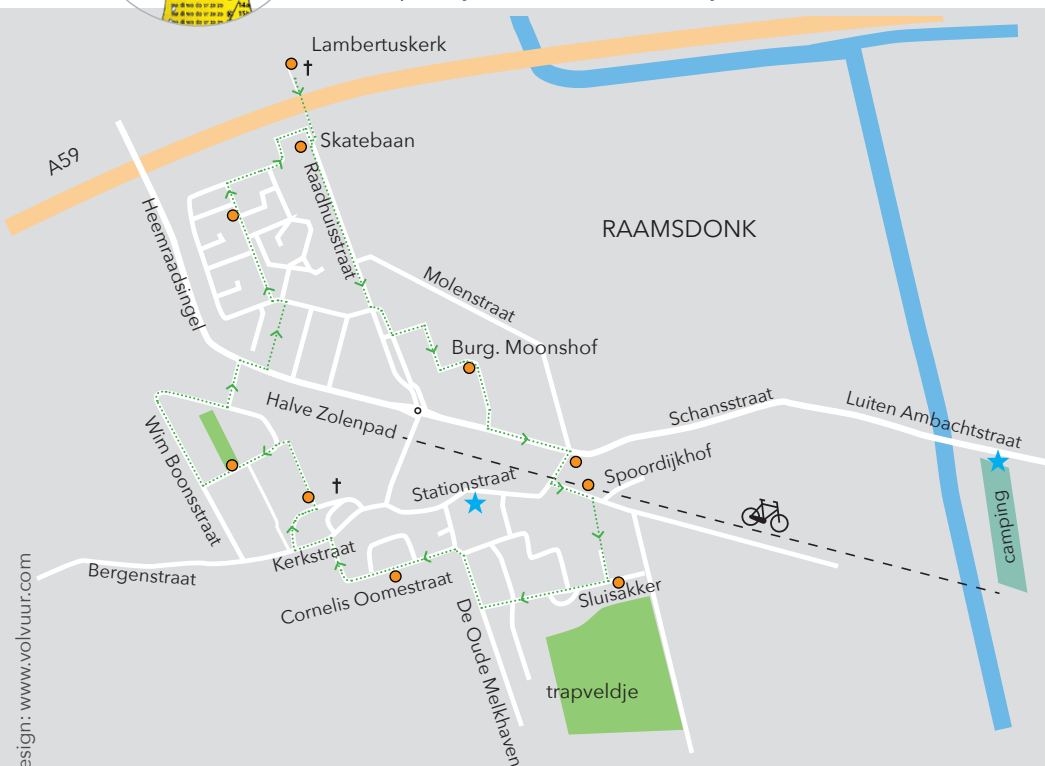 Lambertuskerk
Skatebaan
A59
Raadhuisstraat
Heemraadsingel
RAAMSDONK
Molenstraat
Burg. Moonshof
Halve Zolenpad
Schansstraat
Luiten Ambachtstraat
Wim Boonsstraat
Spoordijkhof
Stationstraat
camping
Kerkstraat
Bergenstraat
Cornelis Oomestraat
Sluisakker
De Oude Melkhaven
trapveldje
esign: www.volvuur.com